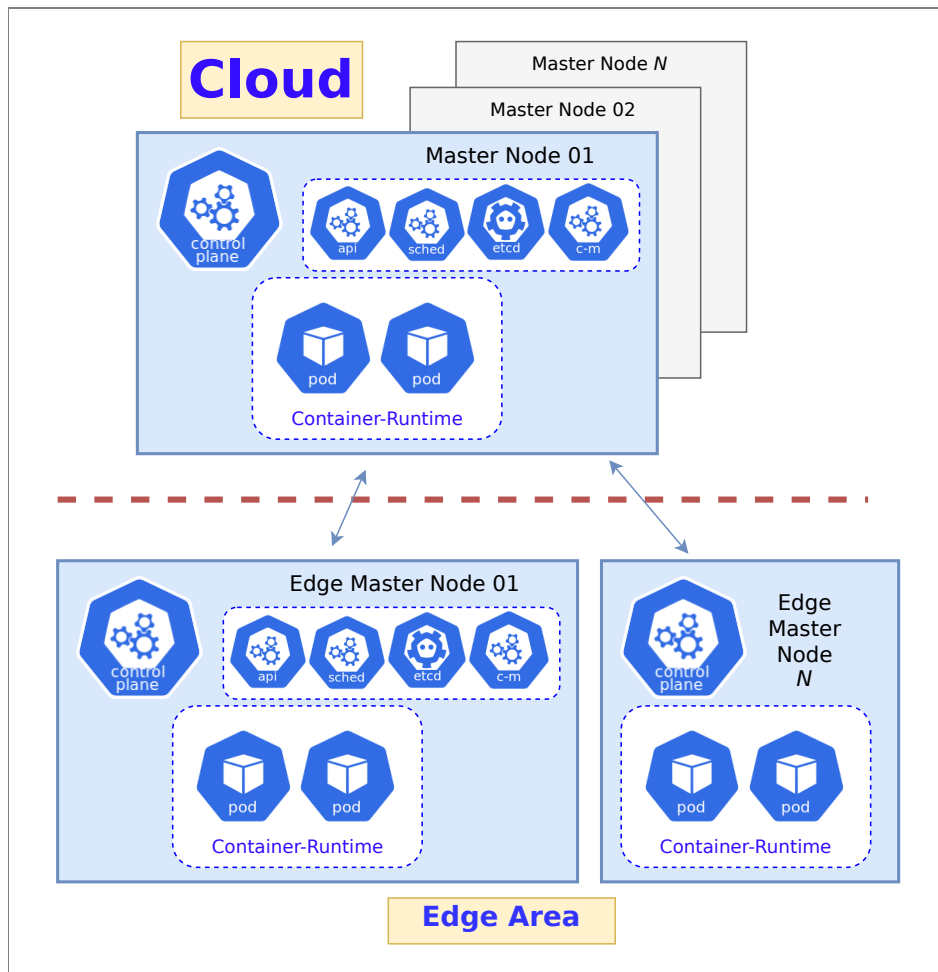 Cloud
Master Node N
Master Node 02
Master Node 01
control
plane
api
sched
etcd
c-m
pod
pod
Container-Runtime
Edge Master Node 01
control
plane
api
sched
etcd
c-m
pod
pod
Container-Runtime
Edge
Master
Node
N
control
plane
pod
pod
Container-Runtime
Edge Area